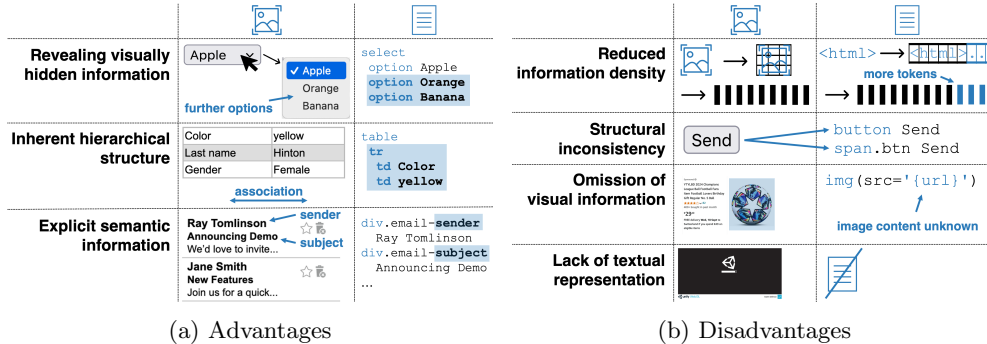 Revealing visually
hidden information
Apple
✓ Apple
Orange
Banana
further options
select
option Apple
option Orange
option Banana
Inherent hierarchical
structure
Color yellow
Last name Hinton
Gender Female
association
table
tr
td Color
td yellow
Explicit semantic
information
Ray Tomlinson
Announcing Demo
We'd love to invite...
sender
subject
Jane Smith
New Features
Join us for a quick...
div.email-sender
Ray Tomlinson
div.email-subject
Announcing Demo
...
(a) Advantages
Reduced
information density
<html>
<html>...
more tokens
Structural
inconsistency
Send
button Send
span.btn Send
Omission of
visual information
img(src='{url}')
image content unknown
Lack of textual
representation
(b) Disadvantages